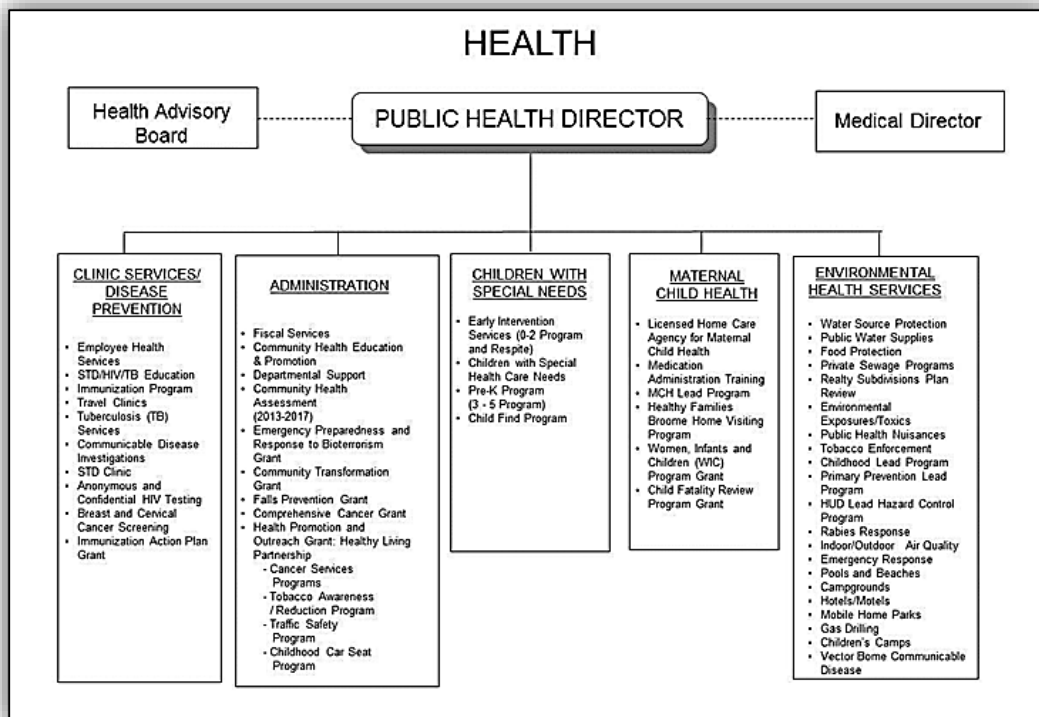 HEALTH
Health Advisory
Board
PUBLIC HEALTH DIRECTOR
Medical Director
CLINIC SERVICES/
DISEASE
PREVENTION
• Employee Health
Services
• STD/HIV/TB Education
• Immunization Program
• Travel Clinics
• Tuberculosis (TB)
Services
• Communicable Disease
Investigations
• STD Clinic
• Anonymous and
Confidential HIV Testing
• Breast and Cervical
Cancer Screening
• Immunization Action Plan
Grant
ADMINISTRATION
• Fiscal Services
• Community Health Education
& Promotion
• Departmental Support
• Community Health
Assessment
(2013-2017)
• Emergency Preparedness and
Response to Bioterrorism
Grant
• Community Transformation
Grant
• Falls Prevention Grant
• Comprehensive Cancer Grant
• Health Promotion and
Outreach Grant: Healthy Living
Partnership
- Cancer Services
Programs
- Tobacco Awareness
/ Reduction Program
- Traffic Safety
Program
- Childhood Car Seat
Program
CHILDREN WITH
SPECIAL NEEDS
• Early Intervention
Services (0-2 Program
and Respite)
• Children with Special
Health Care Needs
• Pre-K Program
(3 - 5 Program)
• Child Find Program
MATERNAL
CHILD HEALTH
• Licensed Home Care
Agency for Maternal
Child Health
• Medication
Administration Training
• MCH Lead Program
• Healthy Families
Broome Home Visiting
Program
• Women, Infants and
Children (WIC)
Program Grant
• Child Fatality Review
Program Grant
ENVIRONMENTAL
HEALTH SERVICES
• Water Source Protection
• Public Water Supplies
• Food Protection
• Private Sewage Programs
• Realty Subdivisions Plan
Review
• Environmental
Exposures/Toxics
• Public Health Nuisances
• Tobacco Enforcement
• Childhood Lead Program
• Primary Prevention Lead
Program
• HUD Lead Hazard Control
Program
• Rabies Response
• Indoor/Outdoor Air Quality
• Emergency Response
• Pools and Beaches
• Campgrounds
• Hotels/Motels
• Mobile Home Parks
• Gas Drilling
• Children's Camps
• Vector Borne Communicable
Disease